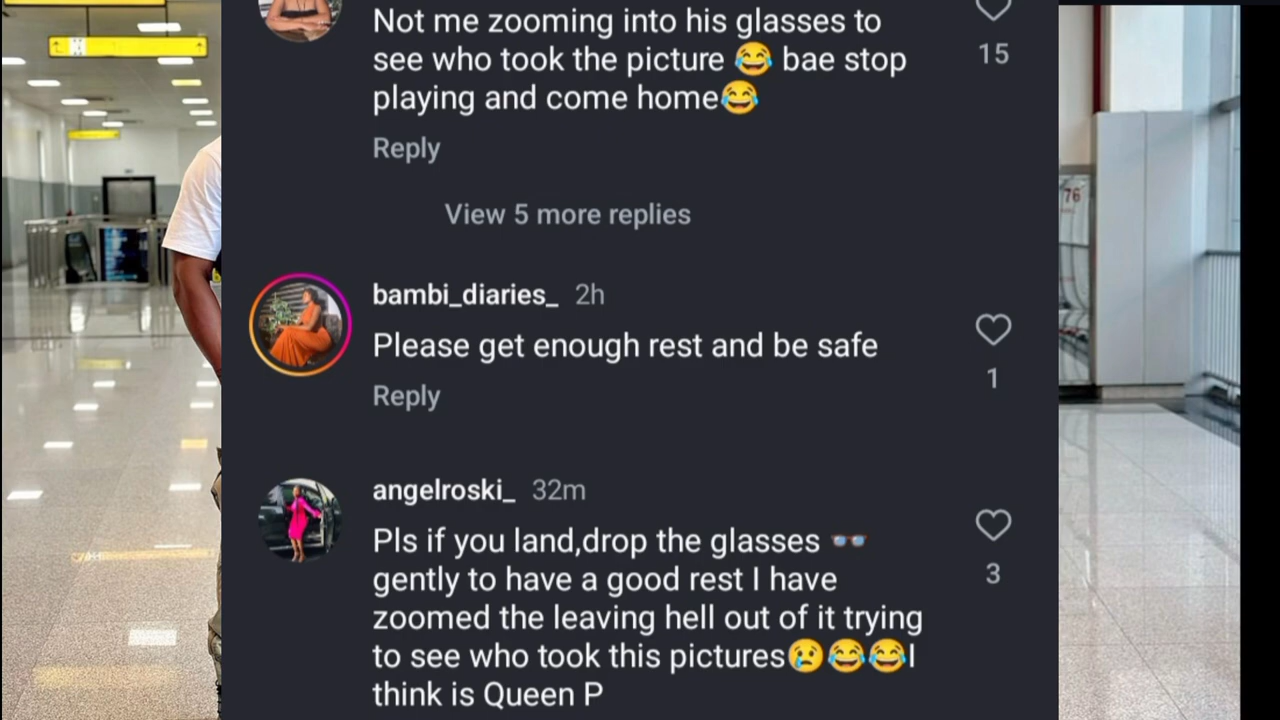 Not me zooming into his glasses to
see who took the picture 😂 bae stop
playing and come home😂
15
Reply
View 5 more replies
bambi_diaries_ 2h
Please get enough rest and be safe
1
Reply
angelroski_ 32m
Pls if you land,drop the glasses 👓
gently to have a good rest I have
zoomed the leaving hell out of it trying
to see who took this pictures😢😂😂I
think is Queen P
3
76